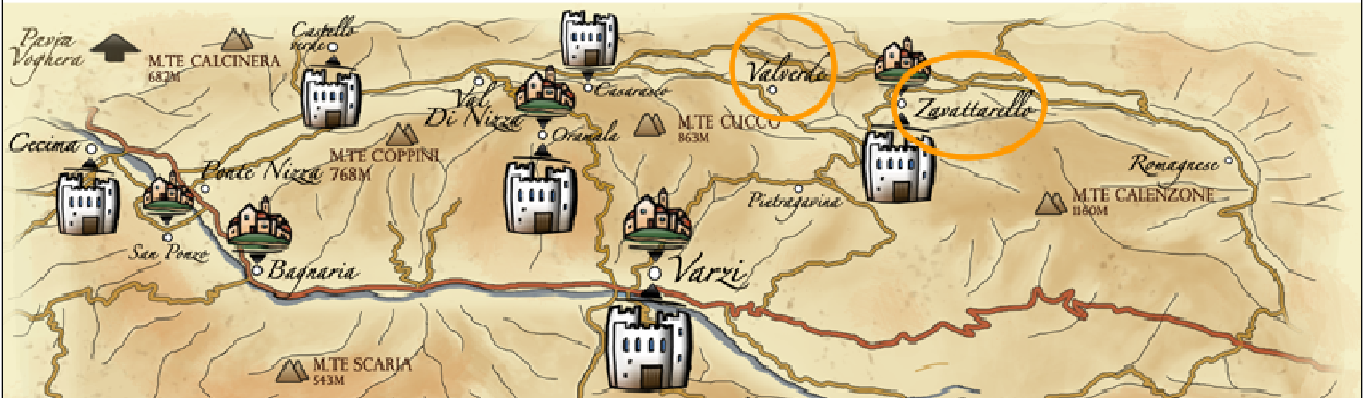 Pavia
Voghera
M.TE CALCINERA
682M
Castello
verde
Val
Di Nizza
Casarasco
Oramala
Valverde
Zavattarello
M.TE CUCCO
863M
M.TE COPPINI
768M
Cecima
Ponte Nizza
San Ponzo
Bagnaria
Varzi
Pietragavina
Romagnese
M.TE CALENZONE
1160M
M.TE SCARIA
543M